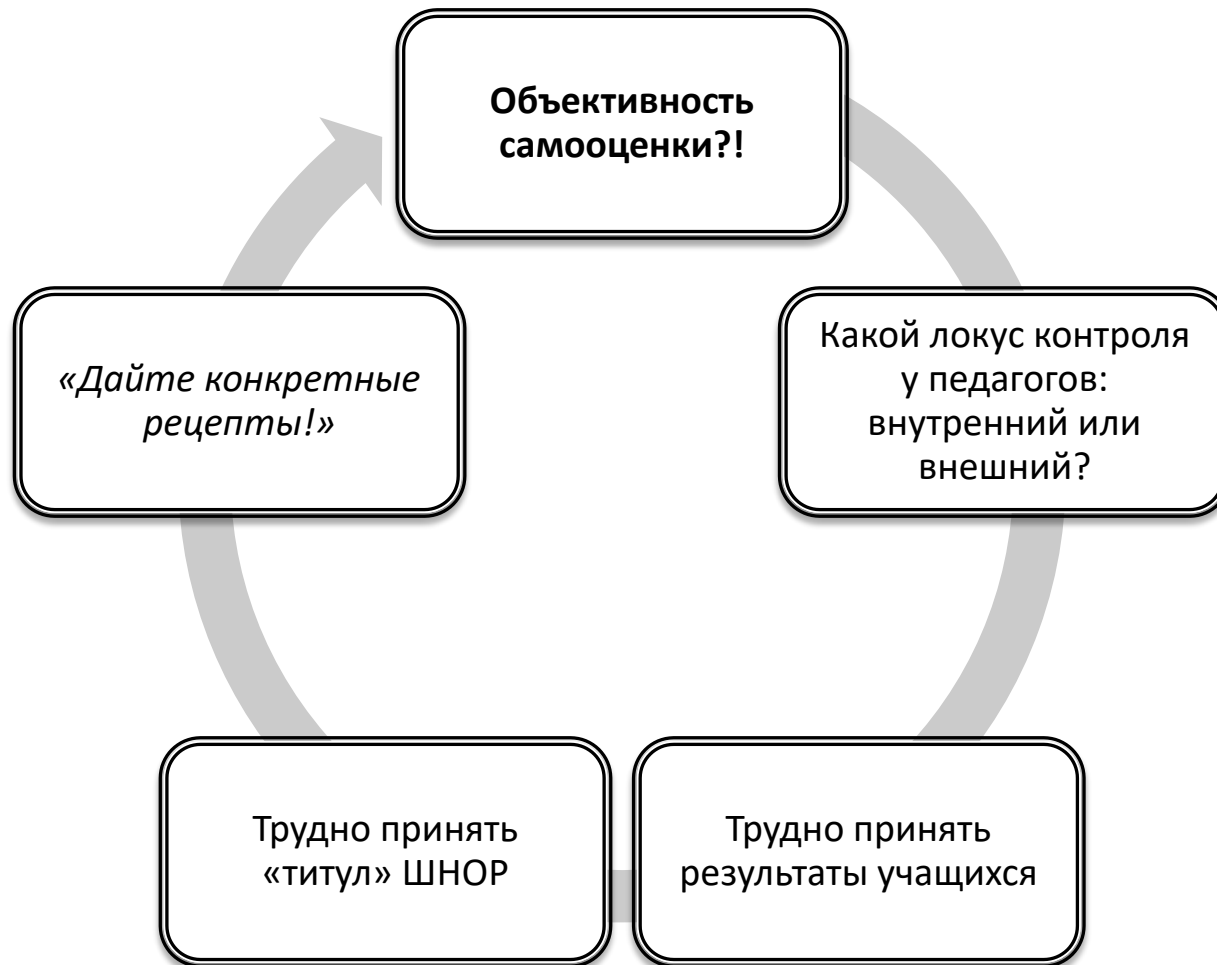 Объективность
самооценки?!
Какой локус контроля
у педагогов:
внутренний или
внешний?
Трудно принять
результаты учащихся
Трудно принять
«титул» ШНОР
«Дайте конкретные
рецепты!»